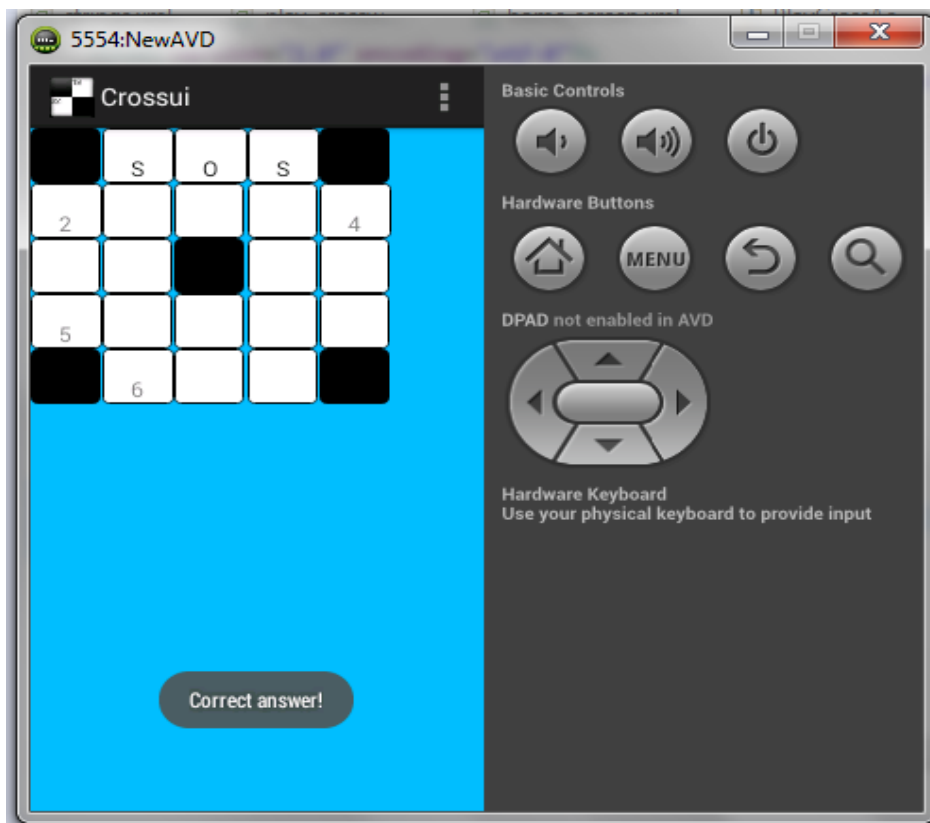 5554:NewAVD
Crossui
S O S
2 4
5
6
Correct answer!
Basic Controls
Hardware Buttons
MENU
DPAD not enabled in AVD
Hardware Keyboard
Use your physical keyboard to provide input